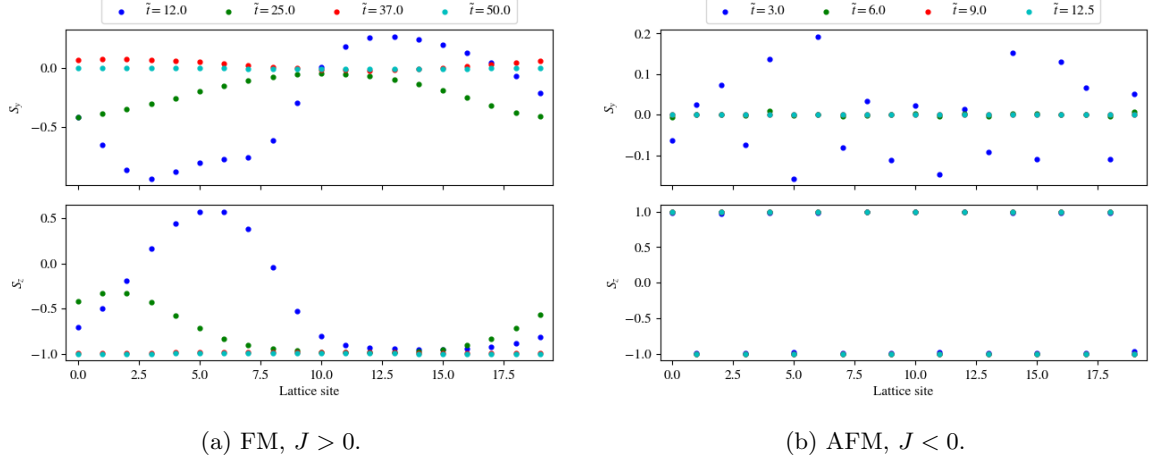 t̃ = 12.0 t̃ = 25.0 t̃ = 37.0 t̃ = 50.0
0.0
−0.5
S_y
0.5
0.0
−0.5
−1.0
S_z
0.0 2.5 5.0 7.5 10.0 12.5 15.0 17.5
Lattice site
(a) FM, J > 0.
t̃ = 3.0 t̃ = 6.0 t̃ = 9.0 t̃ = 12.5
0.2
0.1
0.0
−0.1
S_y
1.0
0.5
0.0
−0.5
−1.0
S_z
0.0 2.5 5.0 7.5 10.0 12.5 15.0 17.5
Lattice site
(b) AFM, J < 0.